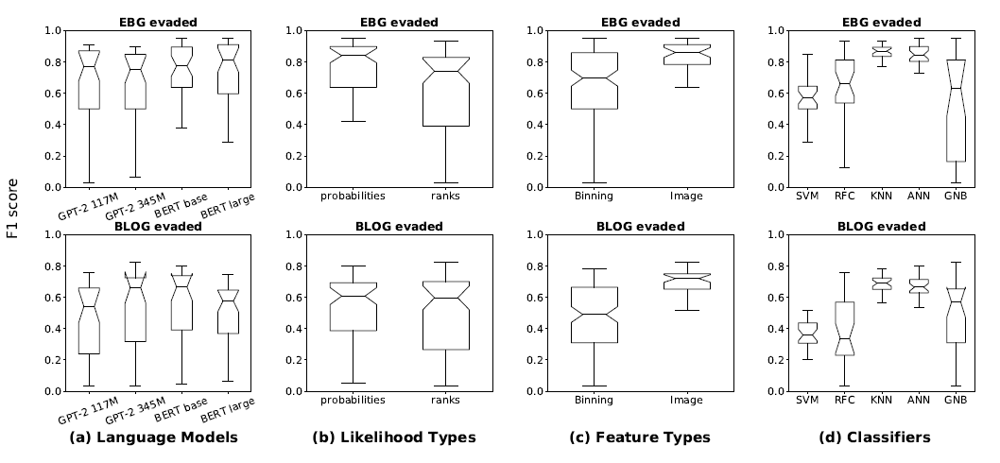 EBG evaded
EBG evaded
EBG evaded
EBG evaded
1.0
0.8
0.6
0.4
0.2
0.0
GPT-2 117M
GPT-2 345M
BERT base
BERT large
1.0
0.8
0.6
0.4
0.2
0.0
probabilities
ranks
1.0
0.8
0.6
0.4
0.2
0.0
Binning
Image
1.0
0.8
0.6
0.4
0.2
0.0
SVM
RFC
KNN
ANN
GNB
F1 score
BLOG evaded
BLOG evaded
BLOG evaded
BLOG evaded
1.0
0.8
0.6
0.4
0.2
0.0
GPT-2 117M
GPT-2 345M
BERT base
BERT large
1.0
0.8
0.6
0.4
0.2
0.0
probabilities
ranks
1.0
0.8
0.6
0.4
0.2
0.0
Binning
Image
1.0
0.8
0.6
0.4
0.2
0.0
SVM
RFC
KNN
ANN
GNB
(a) Language Models
(b) Likelihood Types
(c) Feature Types
(d) Classifiers